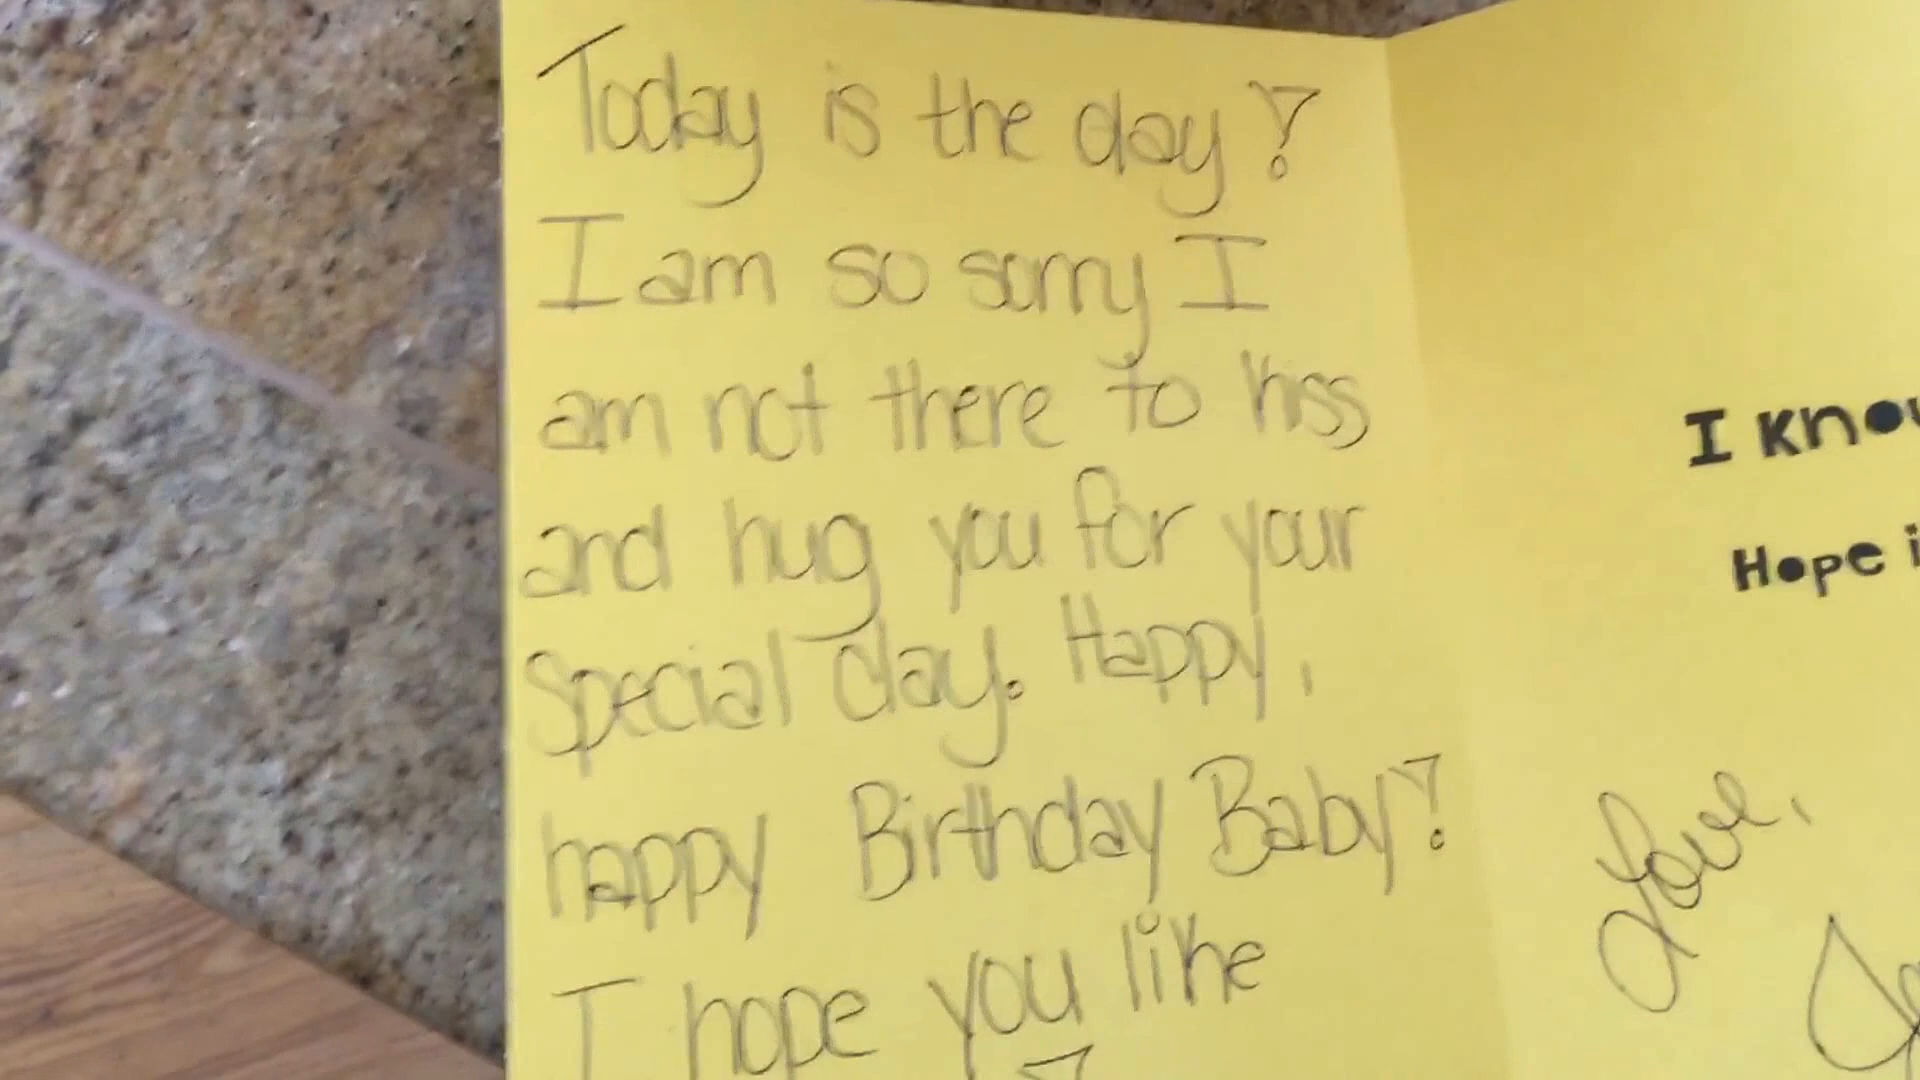 Today is the day!
I am so sorry I
am not there to kiss
and hug you for your
Special day. Happy,
happy Birthday Baby!
I hope you like
I Know
Hope i
Love,